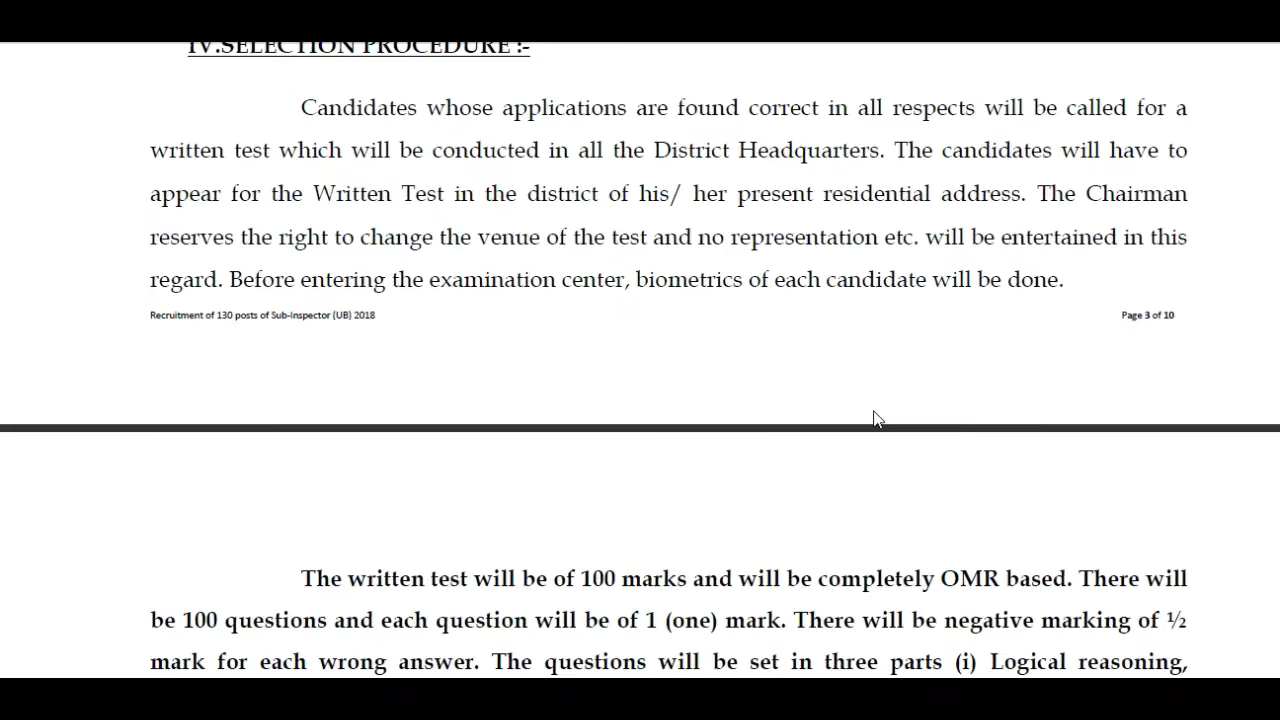 IV.SELECTION PROCEDURE :-
Candidates whose applications are found correct in all respects will be called for a
written test which will be conducted in all the District Headquarters. The candidates will have to
appear for the Written Test in the district of his/ her present residential address. The Chairman
reserves the right to change the venue of the test and no representation etc. will be entertained in this
regard. Before entering the examination center, biometrics of each candidate will be done.
Recruitment of 130 posts of Sub-Inspector (UB) 2018 Page 3 of 10
The written test will be of 100 marks and will be completely OMR based. There will
be 100 questions and each question will be of 1 (one) mark. There will be negative marking of ½
mark for each wrong answer. The questions will be set in three parts (i) Logical reasoning,